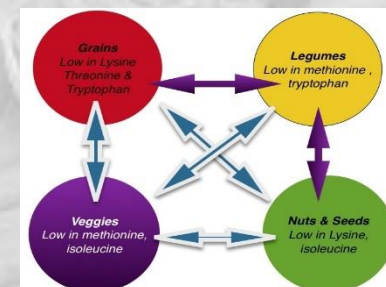 Grains
Low in Lysine
Threonine &
Tryptophan
Legumes
Low in methionine ,
tryptophan
Veggies
Low in methionine,
isoleucine
Nuts & Seeds
Low in Lysine,
isoleucine